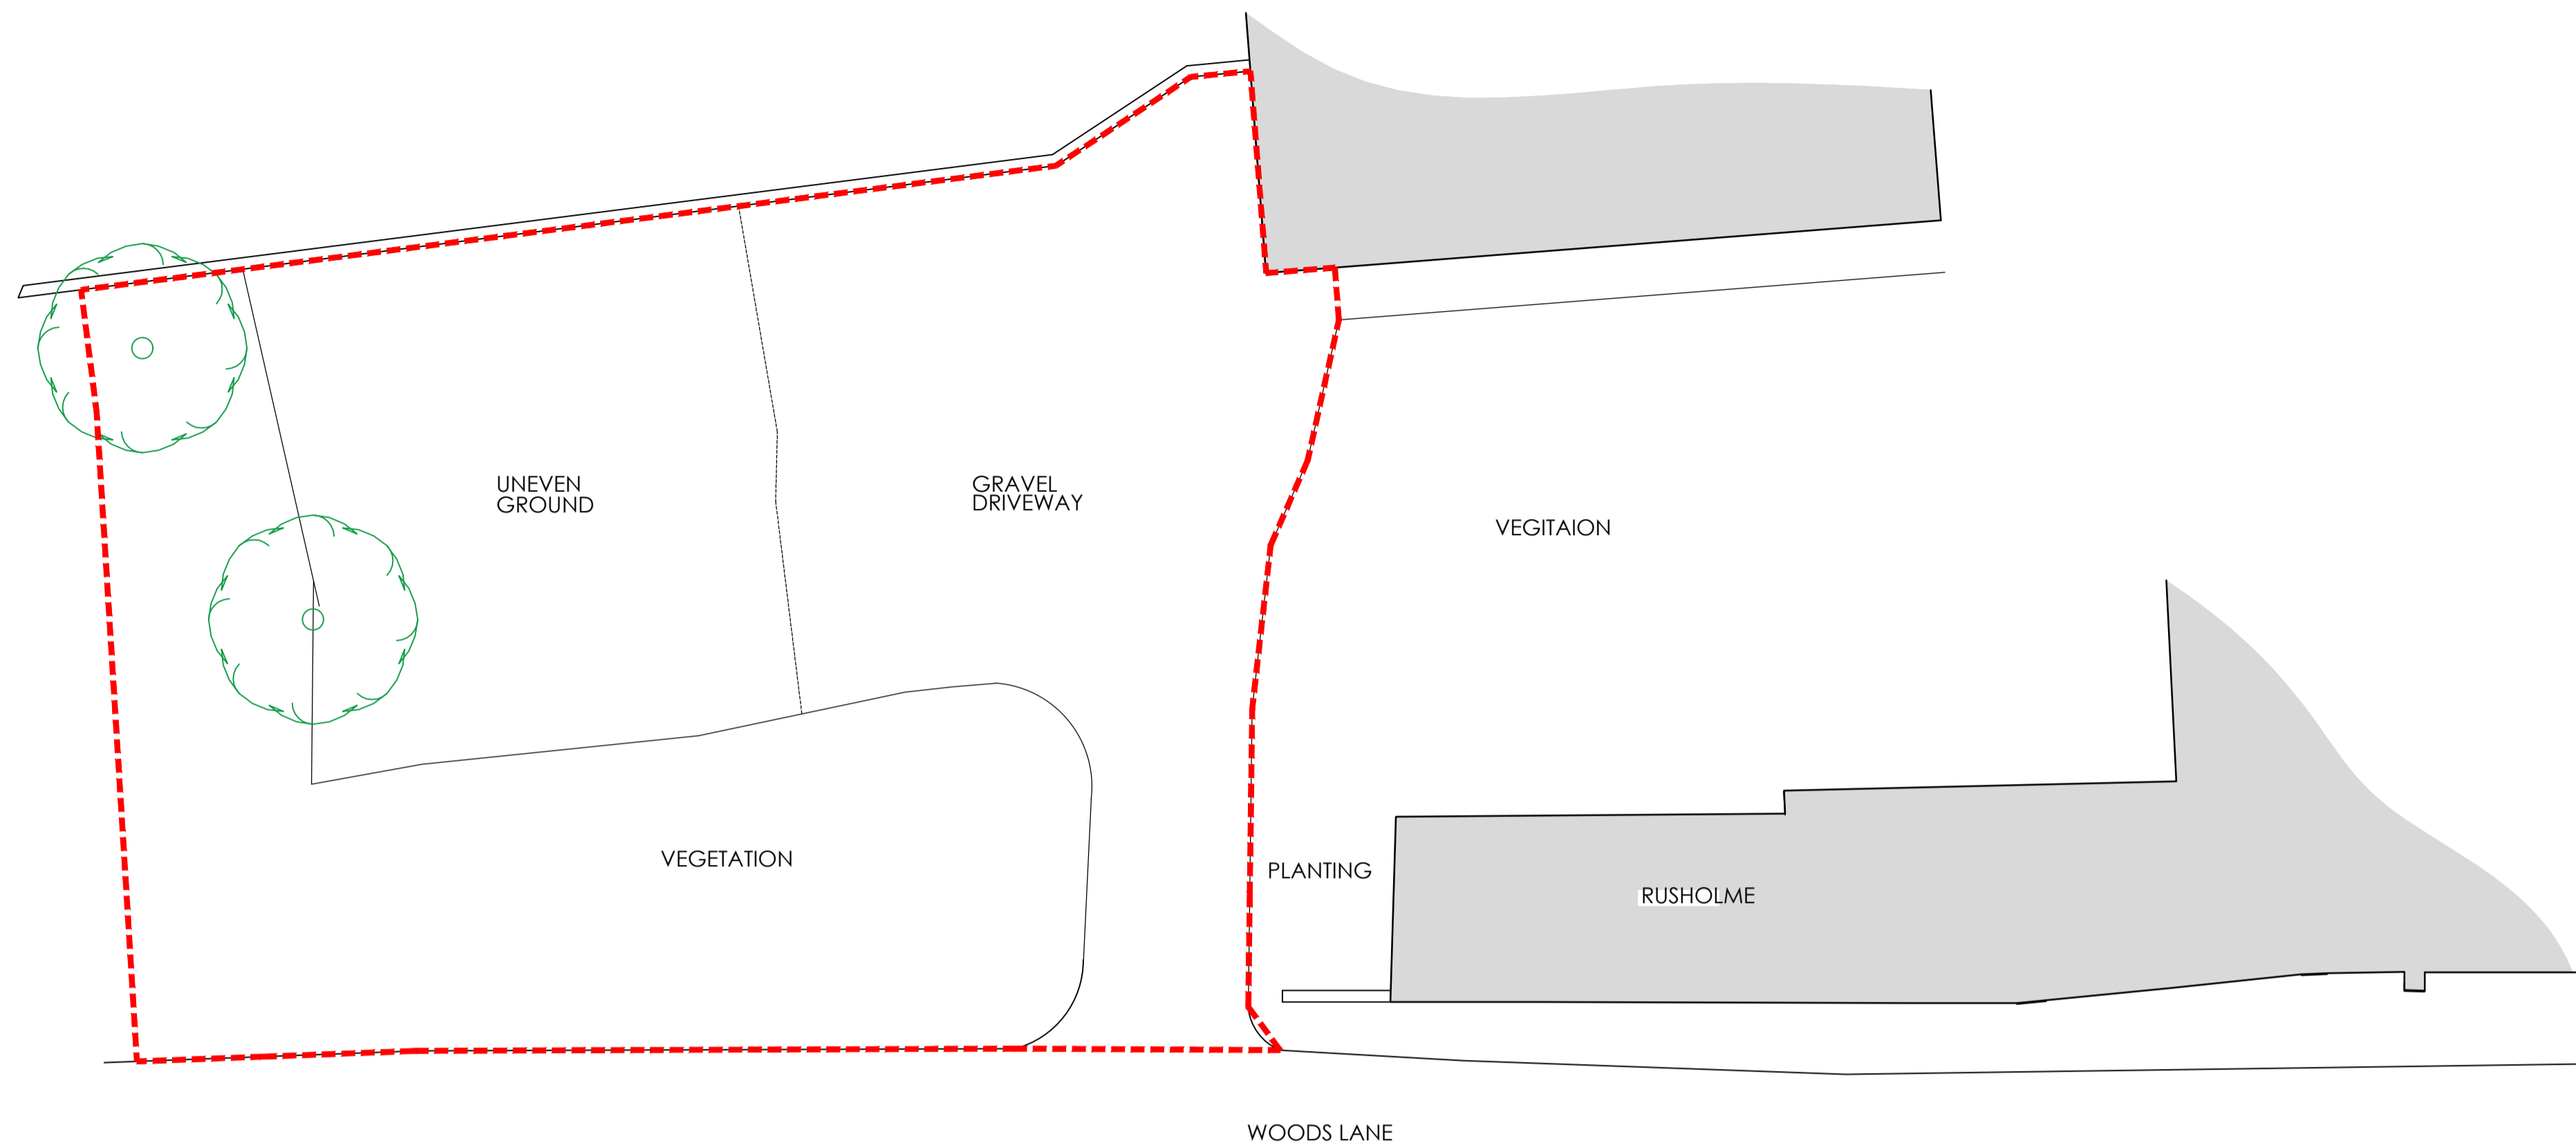 UNEVEN
GROUND
GRAVEL
DRIVEWAY
VEGITAION
VEGETATION
PLANTING
RUSHOLME
WOODS LANE